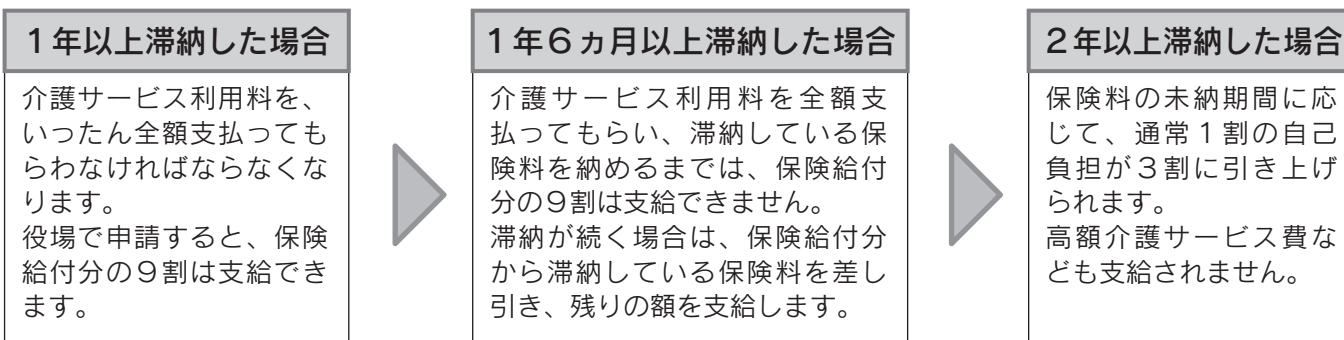 １年以上滞納した場合
介護サービス利用料を、
いったん全額支払っても
らわなければならなくな
ります。
役場で申請すると、保険
給付分の９割は支給でき
ます。
１年６ヵ月以上滞納した場合
介護サービス利用料を全額支
払ってもらい、滞納している保
険料を納めるまでは、保険給付
分の９割は支給できません。
滞納が続く場合は、保険給付分
から滞納している保険料を差し
引き、残りの額を支給します。
２年以上滞納した場合
保険料の未納期間に応
じて、通常１割の自己
負担が３割に引き上げ
られます。
高額介護サービス費な
ども支給されません。